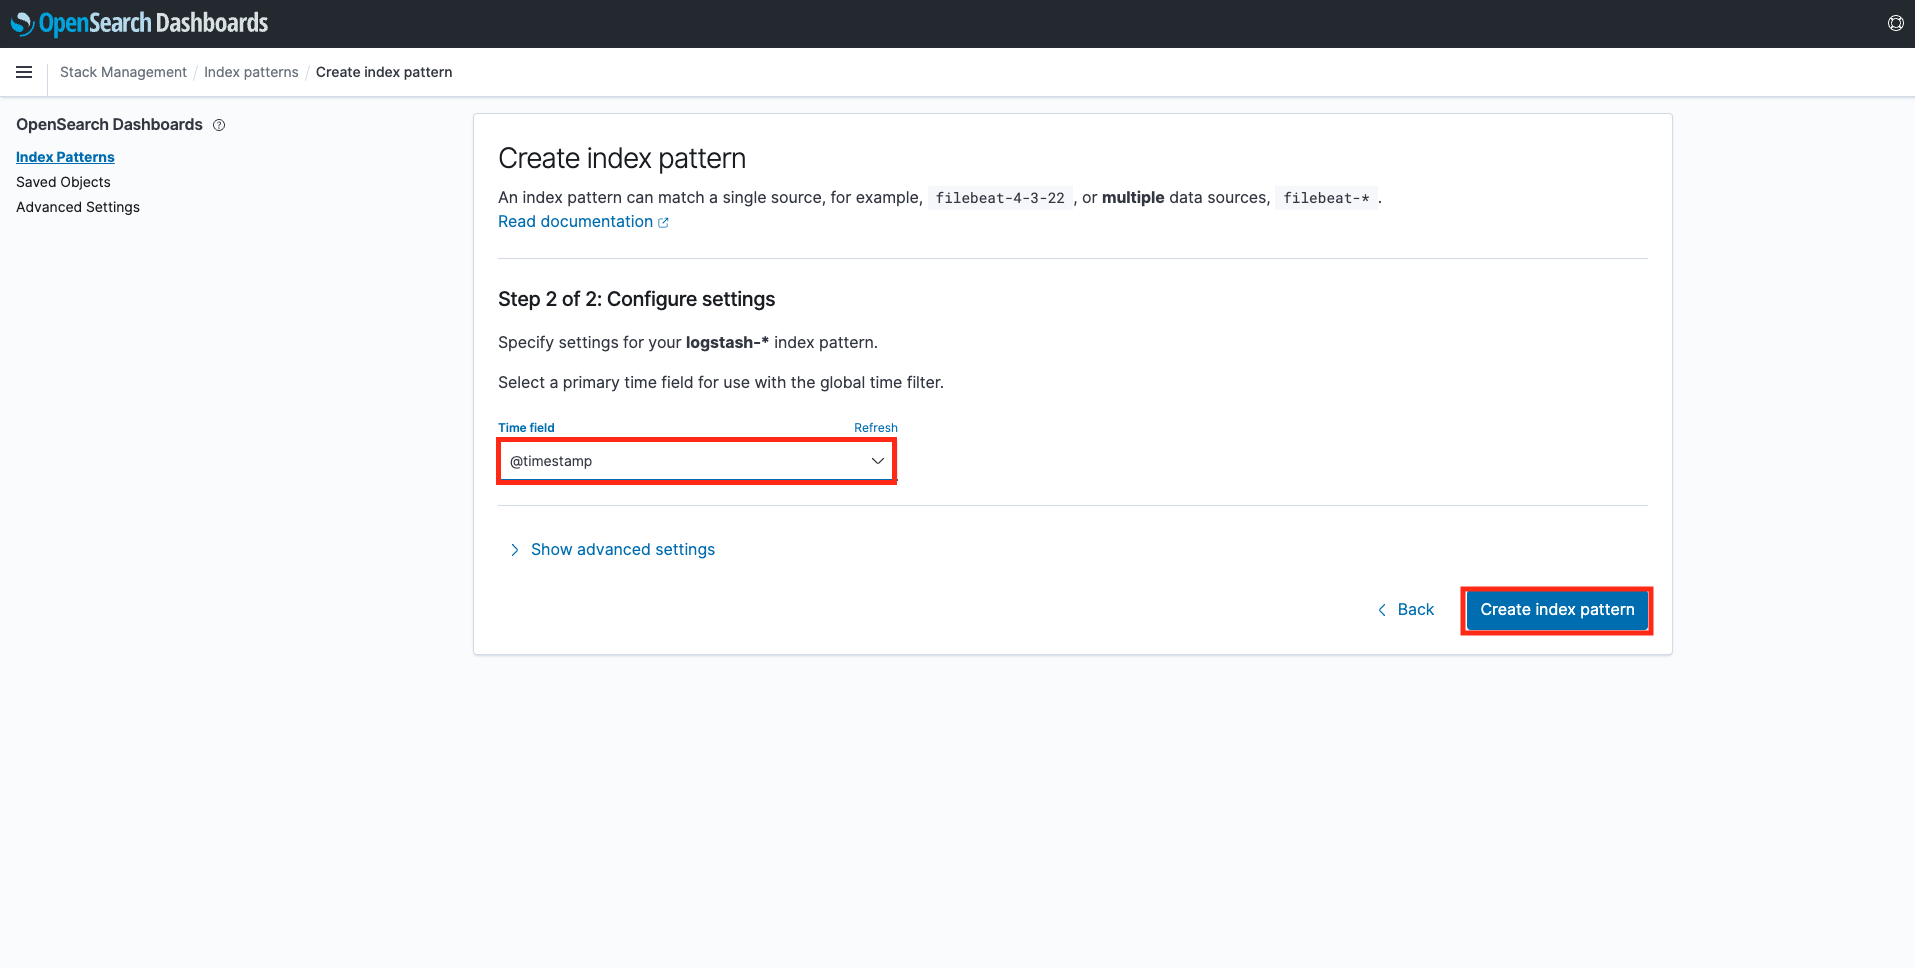 OpenSearch Dashboards
Stack Management / Index patterns / Create index pattern
OpenSearch Dashboards
Index Patterns
Saved Objects
Advanced Settings
Create index pattern
An index pattern can match a single source, for example, filebeat-4-3-22 , or multiple data sources, filebeat-* .
Read documentation
Step 2 of 2: Configure settings
Specify settings for your logstash-* index pattern.
Select a primary time field for use with the global time filter.
Time field Refresh
@timestamp
Show advanced settings
Back Create index pattern